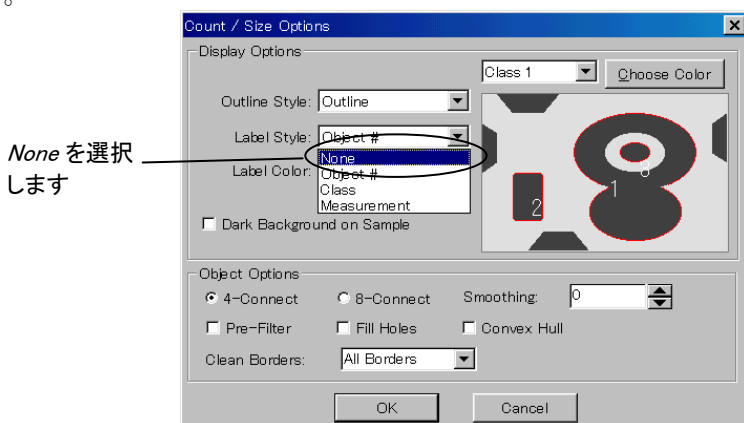 。
Count / Size Options
Display Options
Class 1
Choose Color
Outline Style: Outline
Label Style: Object #
None を選択
します
None
Label Color: Object #
Class
Measurement
Dark Background on Sample
1
2
3
Object Options
4-Connect 8-Connect Smoothing: 0
Pre-Filter Fill Holes Convex Hull
Clean Borders: All Borders
OK Cancel